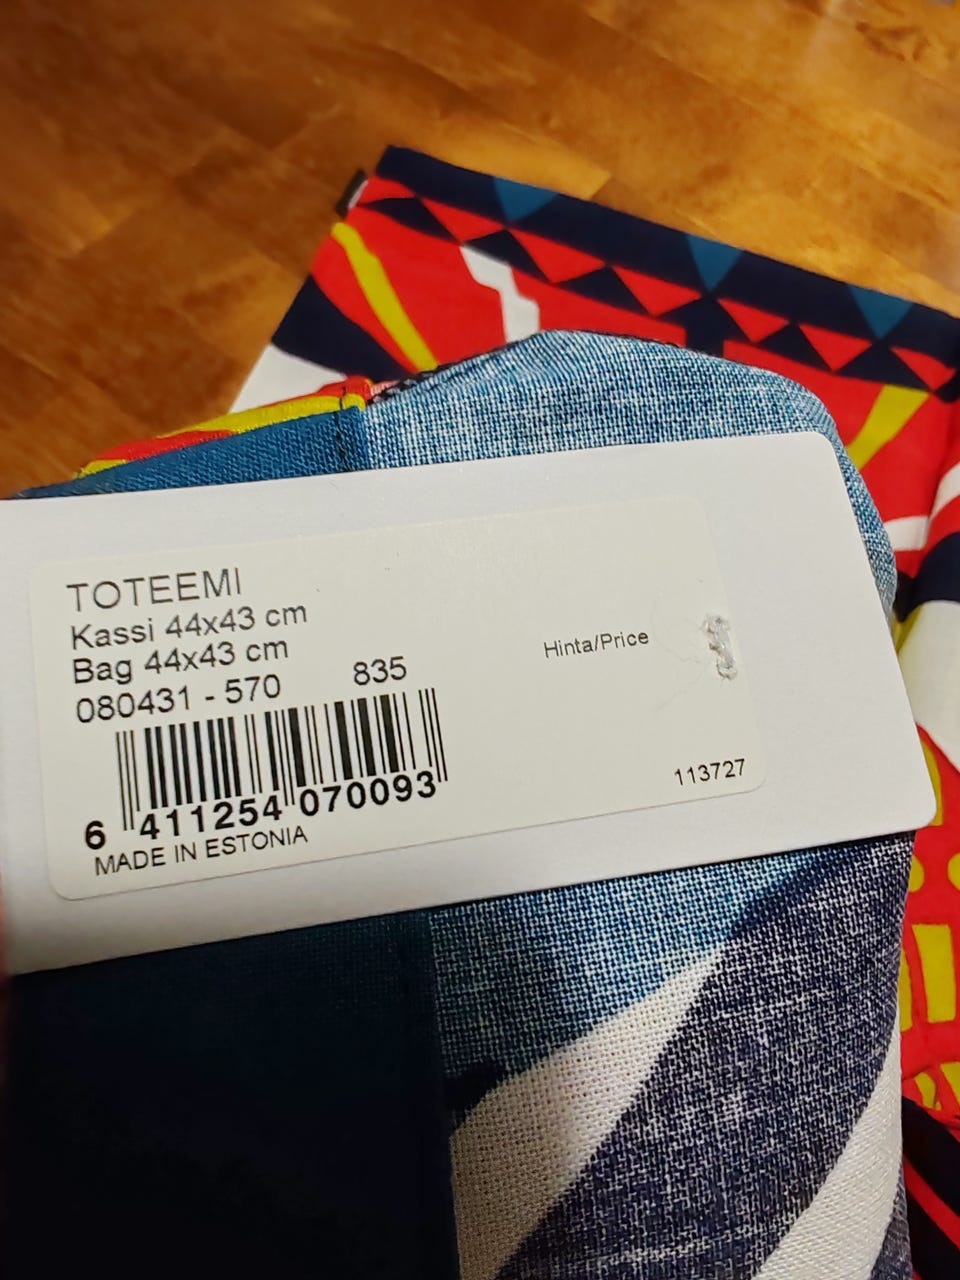 TOTEEMI
Kassi 44x43 cm
Bag 44x43 cm
080431 - 570 835
Hinta/Price
6 411254 070093
MADE IN ESTONIA
113727